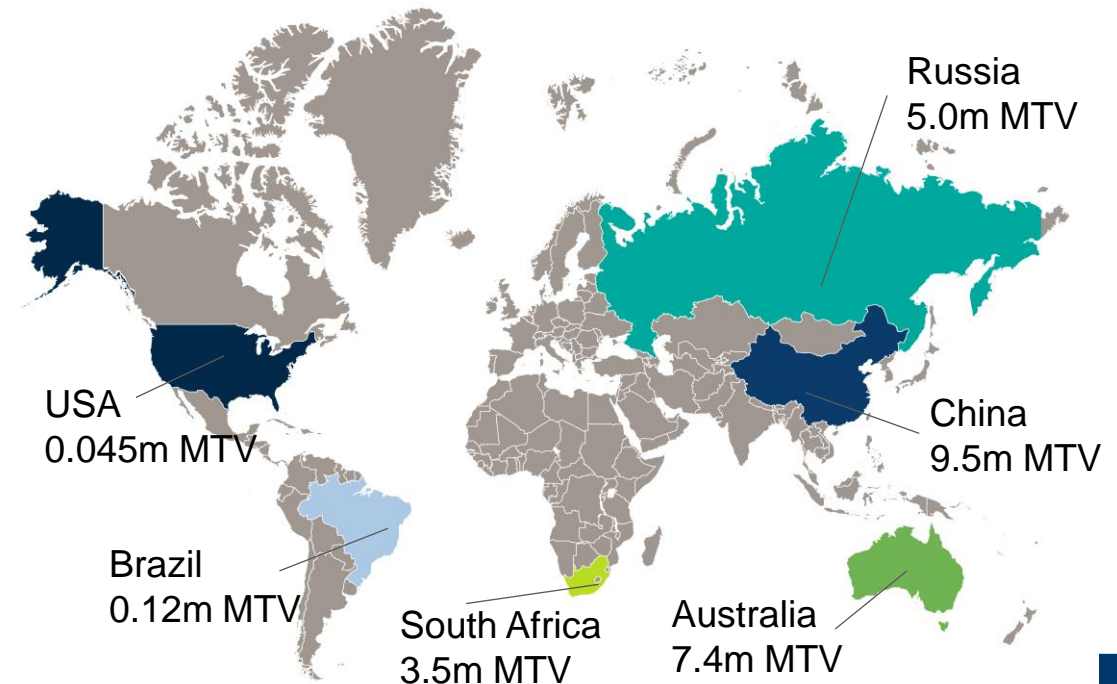 Russia
5.0m MTV
USA
0.045m MTV
China
9.5m MTV
Brazil
0.12m MTV
South Africa
3.5m MTV
Australia
7.4m MTV